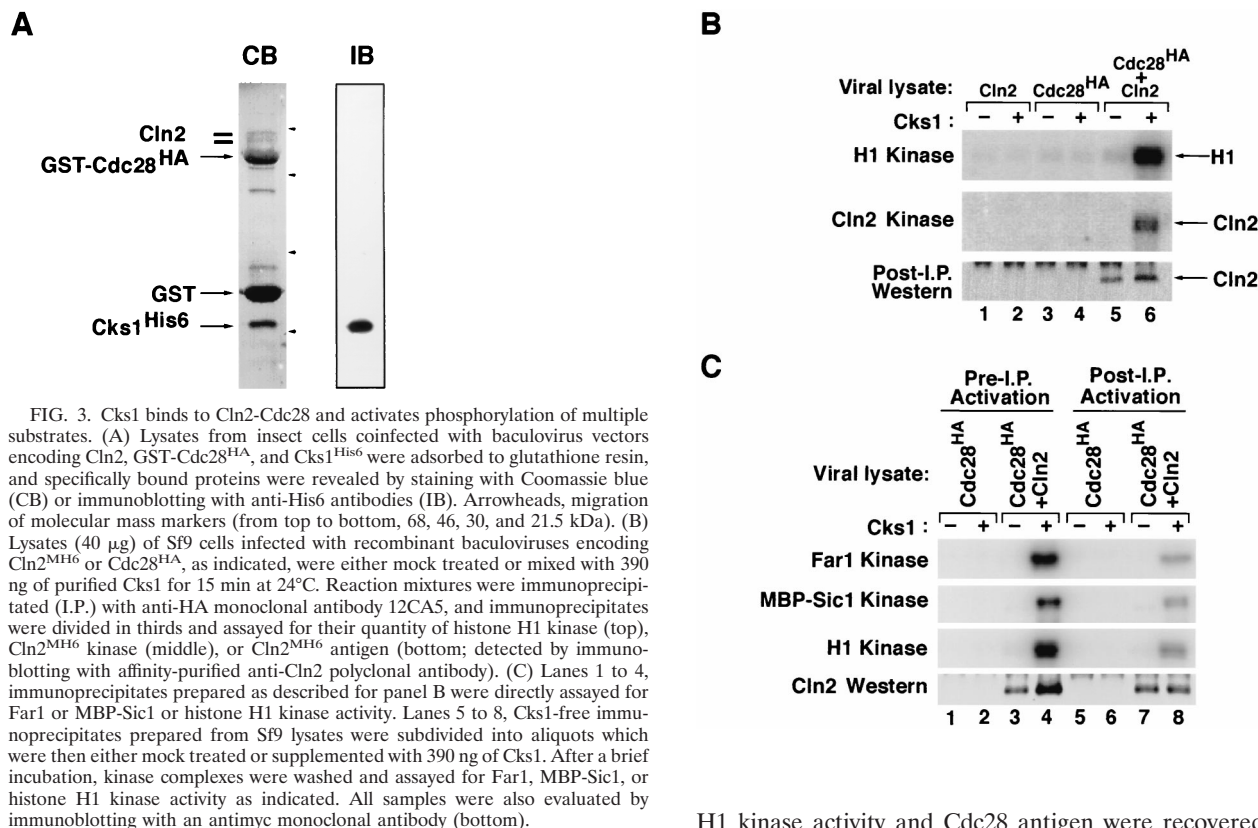 A
CB
IB
Cln2
GST-Cdc28HA
GST
Cks1His6
FIG. 3. Cks1 binds to Cln2-Cdc28 and activates phosphorylation of multiple
substrates. (A) Lysates from insect cells coinfected with baculovirus vectors
encoding Cln2, GST-Cdc28HA, and Cks1His6 were adsorbed to glutathione resin,
and specifically bound proteins were revealed by staining with Coomassie blue
(CB) or immunoblotting with anti-His6 antibodies (IB). Arrowheads, migration
of molecular mass markers (from top to bottom, 68, 46, 30, and 21.5 kDa). (B)
Lysates (40 μg) of Sf9 cells infected with recombinant baculoviruses encoding
Cln2MH6 or Cdc28HA, as indicated, were either mock treated or mixed with 390
ng of purified Cks1 for 15 min at 24°C. Reaction mixtures were immunoprecipi-
tated (I.P.) with anti-HA monoclonal antibody 12CA5, and immunoprecipitates
were divided in thirds and assayed for their quantity of histone H1 kinase (top),
Cln2MH6 kinase (middle), or Cln2MH6 antigen (bottom; detected by immuno-
blotting with affinity-purified anti-Cln2 polyclonal antibody). (C) Lanes 1 to 4,
immunoprecipitates prepared as described for panel B were directly assayed for
Far1 or MBP-Sic1 or histone H1 kinase activity. Lanes 5 to 8, Cks1-free immu-
noprecipitates prepared from Sf9 lysates were subdivided into aliquots which
were then either mock treated or supplemented with 390 ng of Cks1. After a brief
incubation, kinase complexes were washed and assayed for Far1, MBP-Sic1, or
histone H1 kinase activity as indicated. All samples were also evaluated by
immunoblotting with an antimyc monoclonal antibody (bottom).
B
Cdc28HA
+
Viral lysate: Cln2 Cdc28HA Cln2
Cks1 : − + − + − +
H1 Kinase H1
Cln2 Kinase Cln2
Post-I.P.
Western Cln2
1 2 3 4 5 6
C
Pre-I.P. Post-I.P.
Activation Activation
Viral lysate: Cdc28HA Cdc28HA +Cln2 Cdc28HA Cdc28HA +Cln2
Cks1 : − + − + − + − +
Far1 Kinase
MBP-Sic1 Kinase
H1 Kinase
Cln2 Western
1 2 3 4 5 6 7 8
H1 kinase activity and Cdc28 antigen were recovered